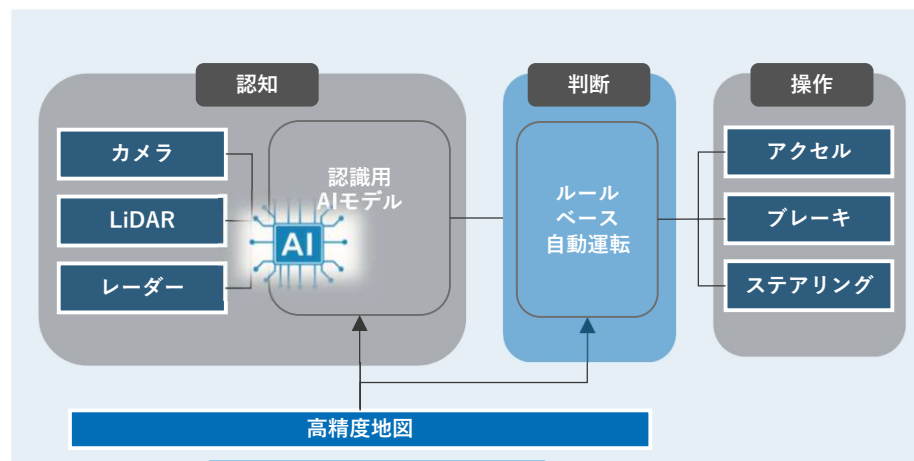 認知
判断
操作
カメラ
LiDAR
レーダー
認識用
AIモデル
AI
ルール
ベース
自動運転
アクセル
ブレーキ
ステアリング
高精度地図